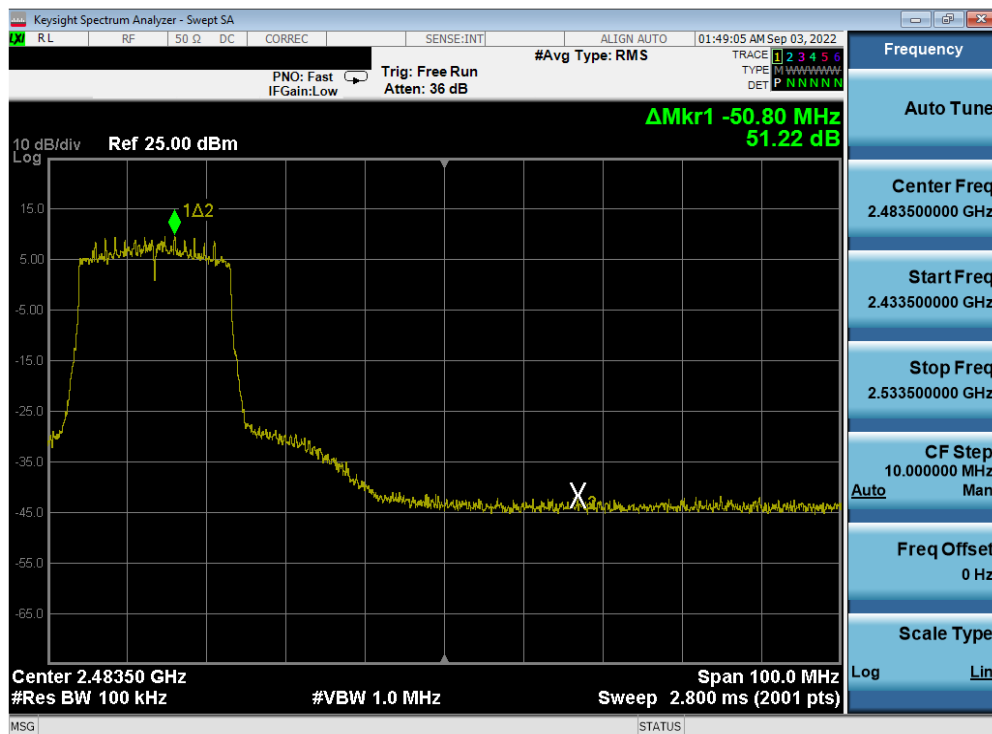 Keysight Spectrum Analyzer - Swept SA
LXI RL RF 50 Ω DC CORREC SENSE:INT ALIGN AUTO 01:49:05 AM Sep 03, 2022
PNO: Fast Trig: Free Run #Avg Type: RMS TRACE 1 2 3 4 5 6
IFGain:Low Atten: 36 dB TYPE M W W W W W W
DET P N N N N N
ΔMkr1 -50.80 MHz
51.22 dB
10 dB/div Ref 25.00 dBm
Log
15.0
1Δ2
5.00
-5.00
-15.0
-25.0
-35.0
X
-45.0
-55.0
-65.0
Center 2.48350 GHz Span 100.0 MHz
#Res BW 100 kHz #VBW 1.0 MHz Sweep 2.800 ms (2001 pts)
MSG STATUS
Frequency
Auto Tune
Center Freq
2.483500000 GHz
Start Freq
2.433500000 GHz
Stop Freq
2.533500000 GHz
CF Step
10.000000 MHz
Auto Man
Freq Offset
0 Hz
Scale Type
Log Lin